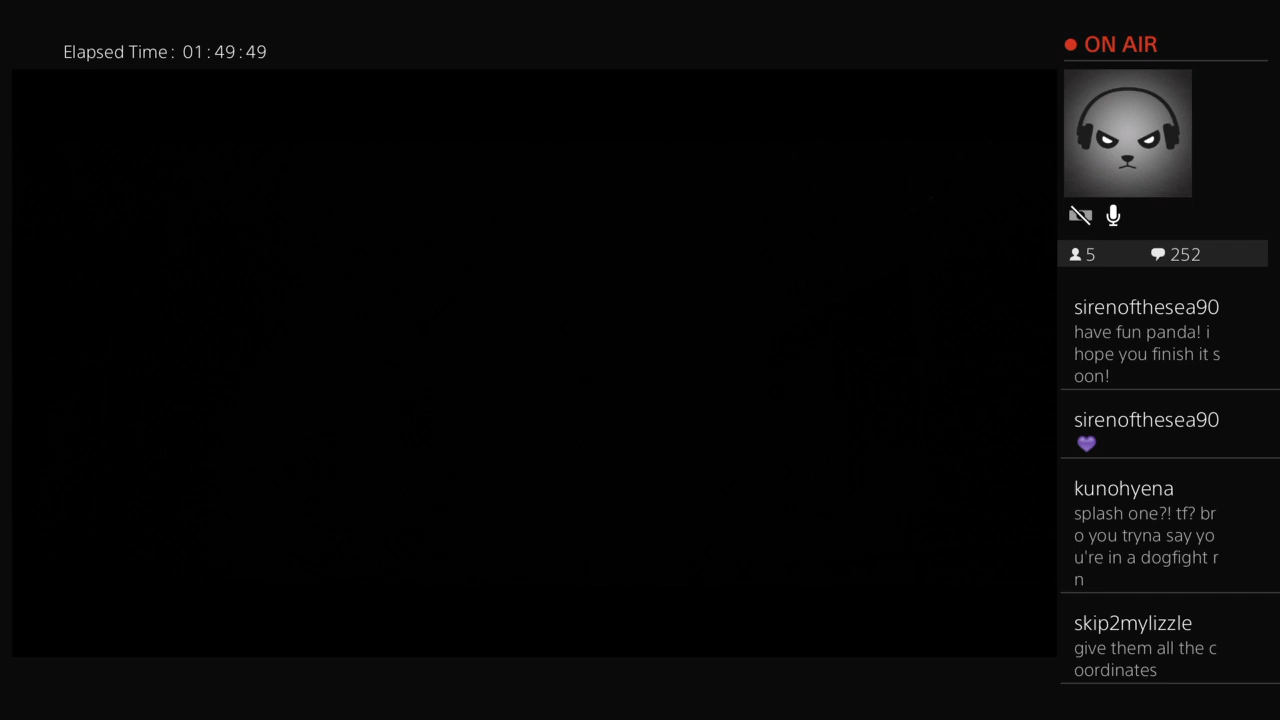 Elapsed Time: 01:49:49
ON AIR
5 252
sirenofthesea90
have fun panda! i
hope you finish it s
oon!
sirenofthesea90
💜
kunohyena
splash one?! tf? br
o you tryna say yo
u're in a dogfight r
n
skip2mylizzle
give them all the c
oordinates